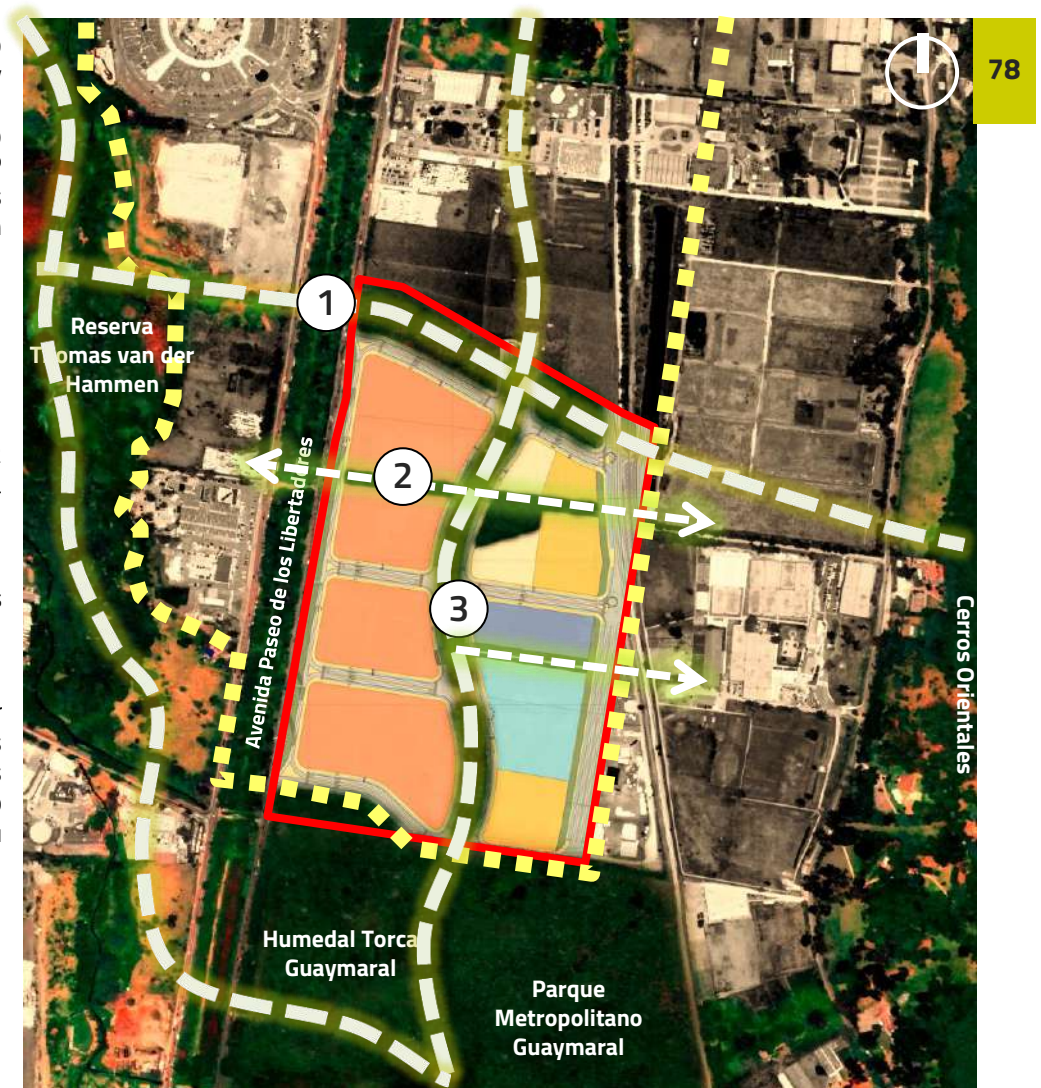 78
1
Reserva
Thomas van der
Hammen
2
Avenida Paseo de los Libertadores
3
Cerros Orientales
Humedal Torca
Guaymaral
Parque
Metropolitano
Guaymaral